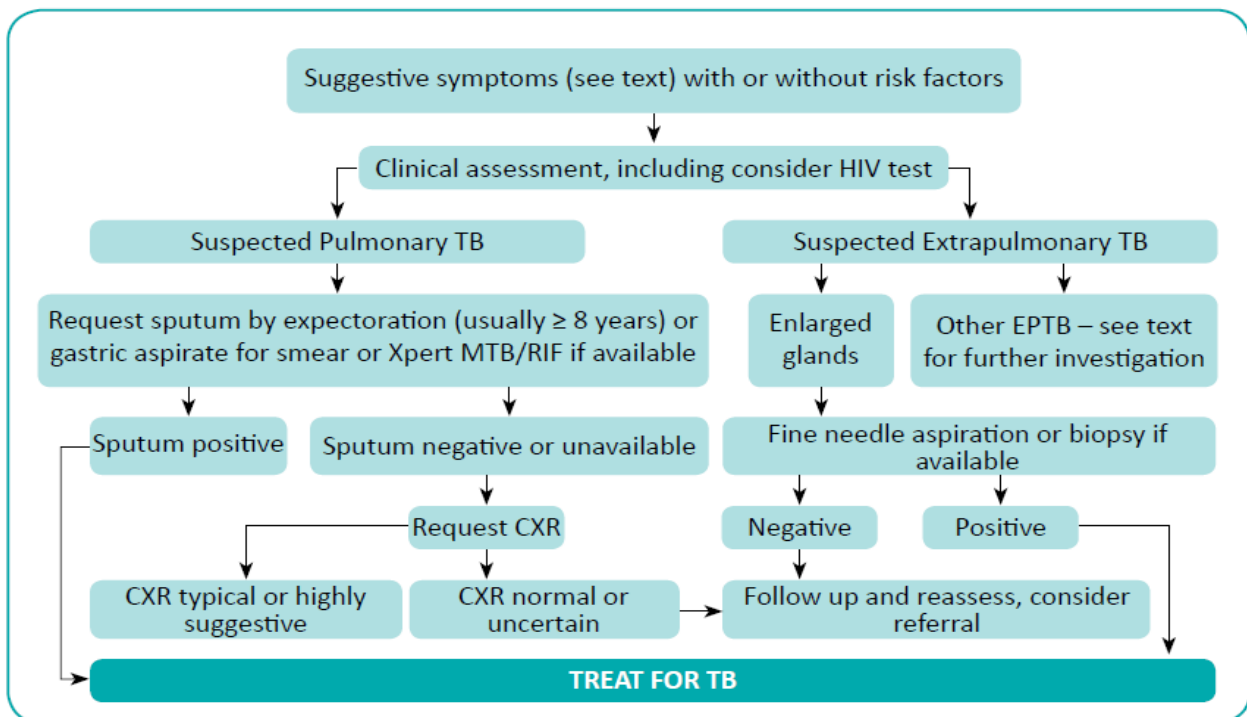 Suggestive symptoms (see text) with or without risk factors
Clinical assessment, including consider HIV test
Suspected Pulmonary TB
Suspected Extrapulmonary TB
Request sputum by expectoration (usually ≥ 8 years) or
gastric aspirate for smear or Xpert MTB/RIF if available
Enlarged
glands
Other EPTB – see text
for further investigation
Sputum positive
Sputum negative or unavailable
Fine needle aspiration or biopsy if
available
Request CXR
Negative
Positive
CXR typical or highly
suggestive
CXR normal or
uncertain
Follow up and reassess, consider
referral
TREAT FOR TB